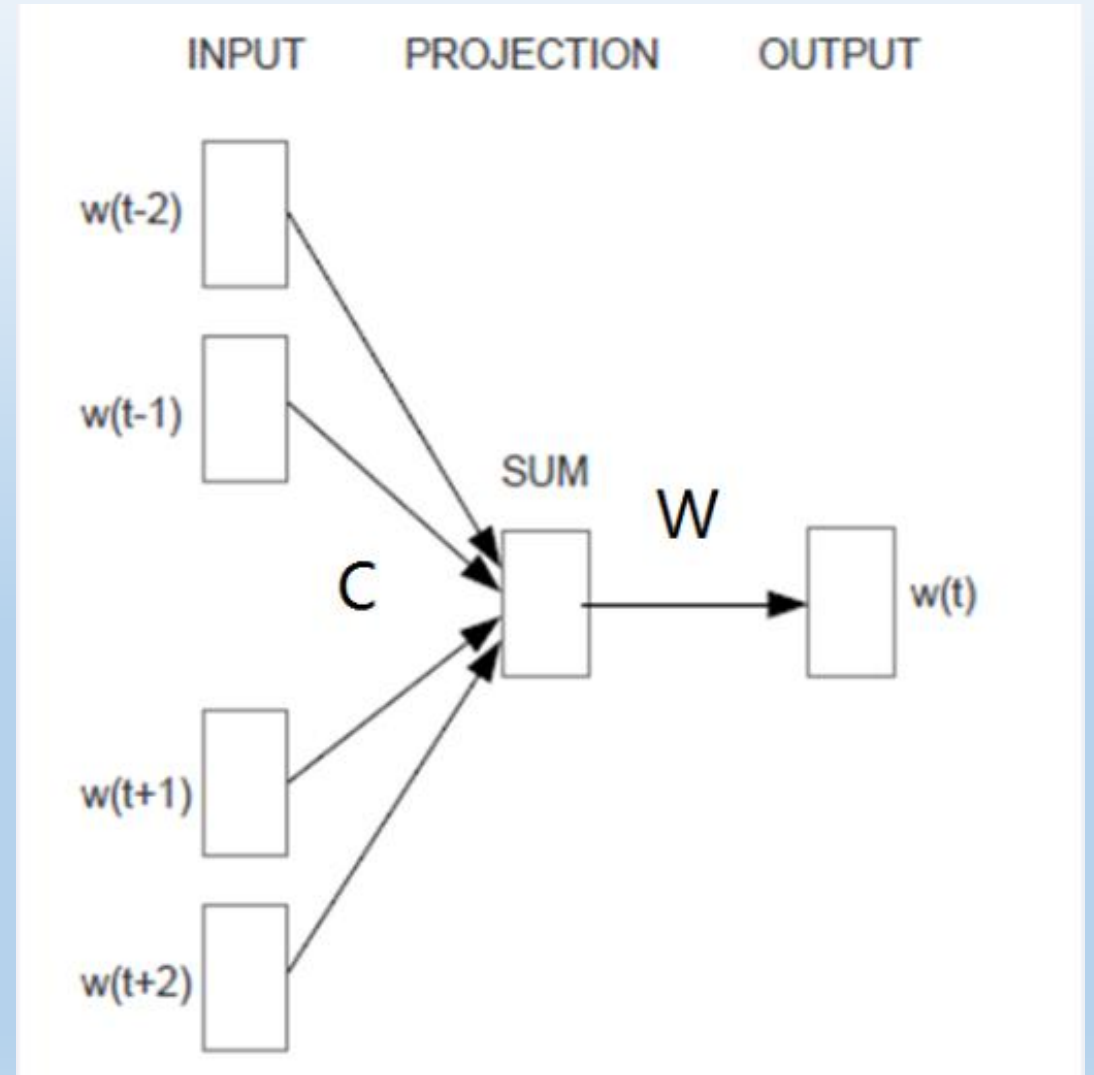 INPUT PROJECTION OUTPUT
w(t-2)
w(t-1)
SUM
W
C
w(t)
w(t+1)
w(t+2)